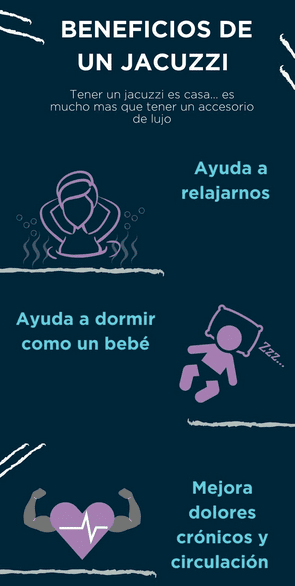 BENEFICIOS DE
UN JACUZZI
Tener un jacuzzi es casa... es
mucho mas que tener un accesorio
de lujo
Ayuda a
relajarnos
Ayuda a dormir
como un bebé
Zzz...
Mejora
dolores
crónicos y
circulación